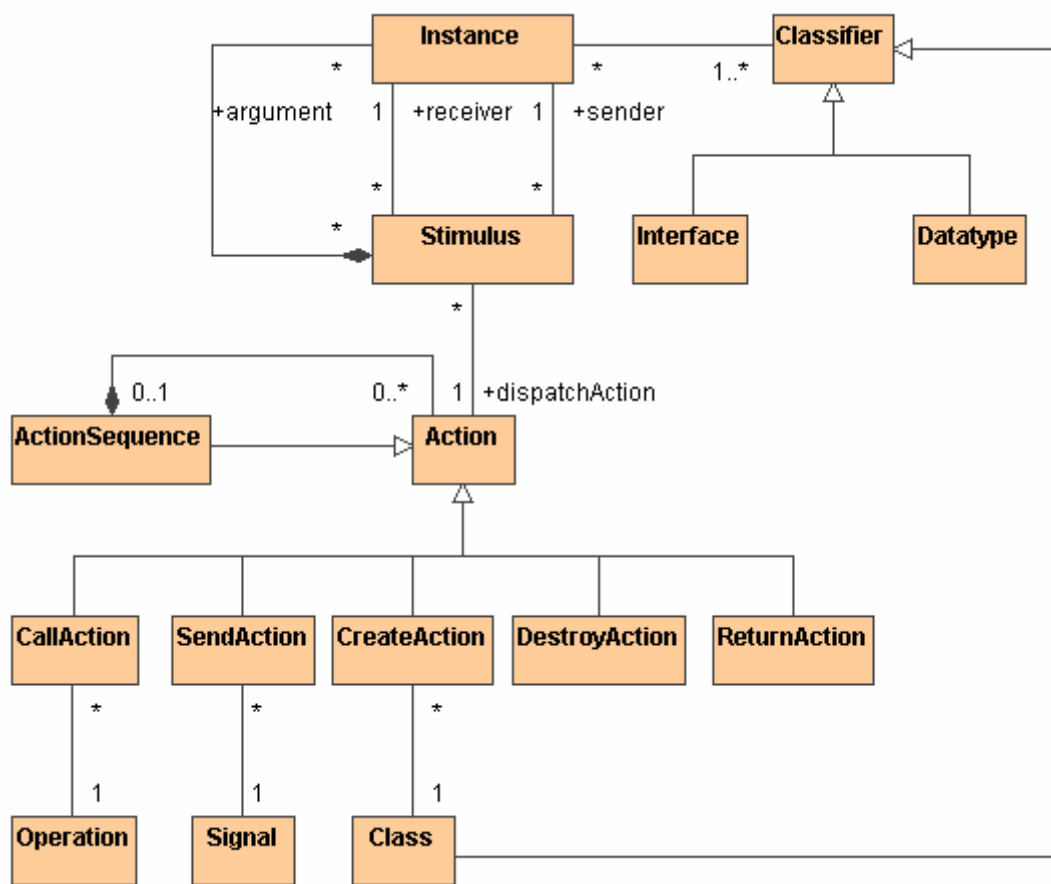 Instance
Classifier
* * 1..*
+argument 1 +receiver 1 +sender
* *
* Stimulus Interface Datatype
*
0..1 0..* 1 +dispatchAction
ActionSequence Action
CallAction SendAction CreateAction DestroyAction ReturnAction
* * *
1 1 1
Operation Signal Class